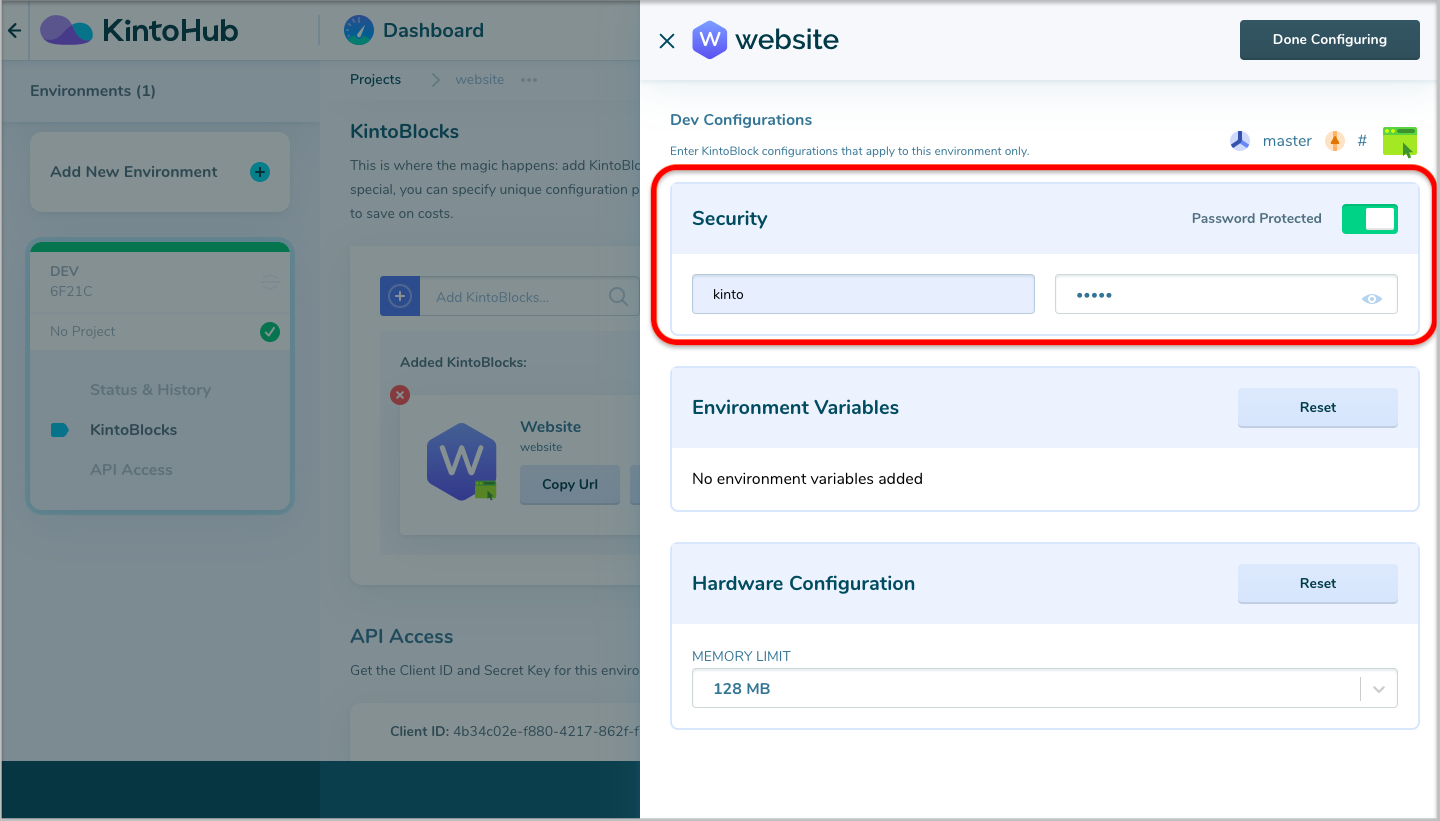 KintoHub
Dashboard
Environments (1)
Add New Environment
DEV
6F21C
No Project
Status & History
KintoBlocks
API Access
Projects
website
KintoBlocks
This is where the magic happens: add KintoBlo
special, you can specify unique configuration p
to save on costs.
Add KintoBlocks...
Added KintoBlocks:
W
Website
website
Copy Url
API Access
Get the Client ID and Secret Key for this enviro
Client ID: 4b34c02e-f880-4217-862f-f
W
website
Done Configuring
Dev Configurations
Enter KintoBlock configurations that apply to this environment only.
master
#
Security
Password Protected
kinto
•••••
Environment Variables
Reset
No environment variables added
Hardware Configuration
Reset
MEMORY LIMIT
128 MB